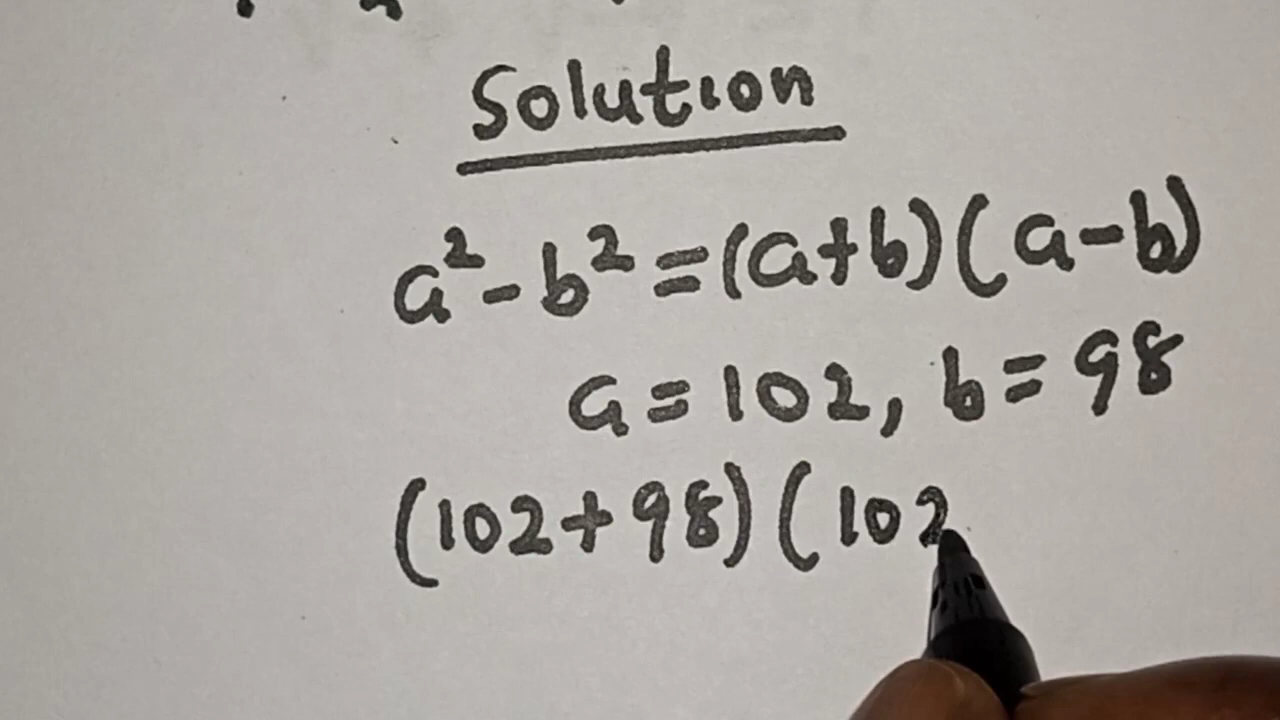 Solution
a² - b² = (a+b)(a-b)
a = 102, b = 98
(102+98)(102